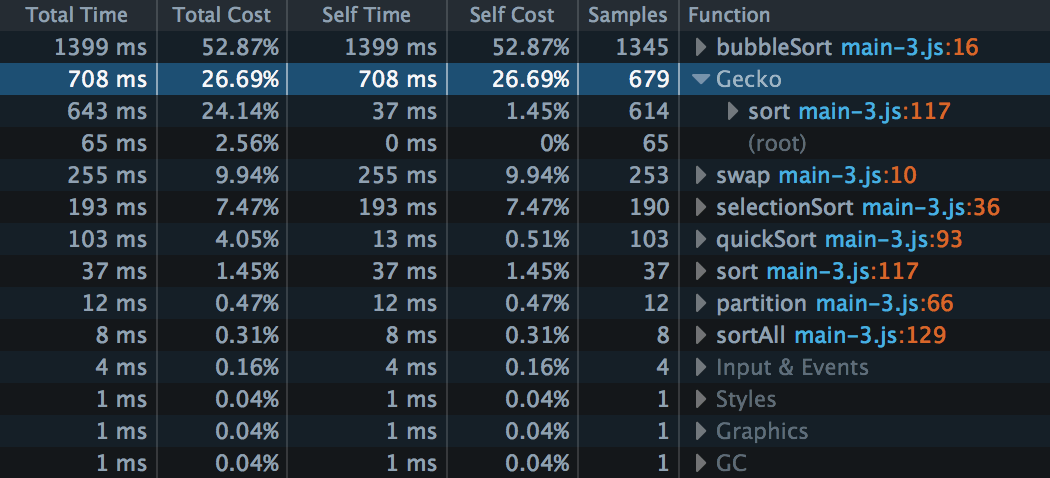 Total Time Total Cost Self Time Self Cost Samples Function
1399 ms 52.87% 1399 ms 52.87% 1345 bubbleSort main-3.js:16
708 ms 26.69% 708 ms 26.69% 679 Gecko
643 ms 24.14% 37 ms 1.45% 614 sort main-3.js:117
65 ms 2.56% 0 ms 0% 65 (root)
255 ms 9.94% 255 ms 9.94% 253 swap main-3.js:10
193 ms 7.47% 193 ms 7.47% 190 selectionSort main-3.js:36
103 ms 4.05% 13 ms 0.51% 103 quickSort main-3.js:93
37 ms 1.45% 37 ms 1.45% 37 sort main-3.js:117
12 ms 0.47% 12 ms 0.47% 12 partition main-3.js:66
8 ms 0.31% 8 ms 0.31% 8 sortAll main-3.js:129
4 ms 0.16% 4 ms 0.16% 4 Input & Events
1 ms 0.04% 1 ms 0.04% 1 Styles
1 ms 0.04% 1 ms 0.04% 1 Graphics
1 ms 0.04% 1 ms 0.04% 1 GC